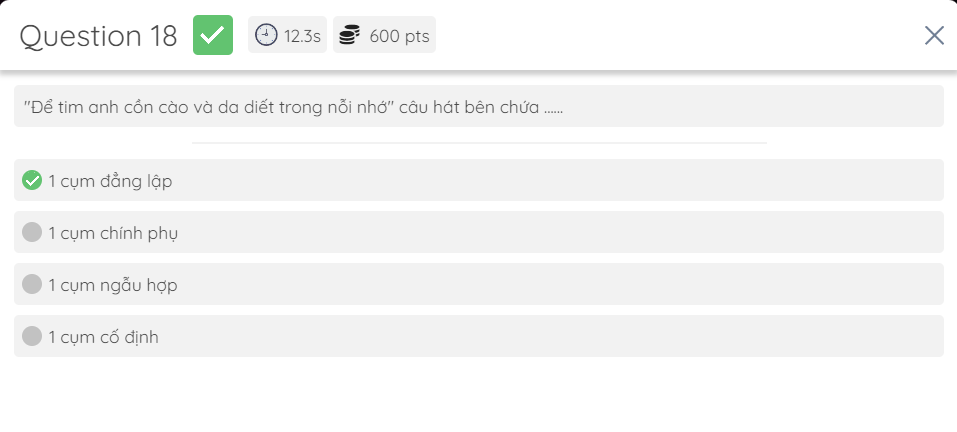 Question 18 12.3s 600 pts
"Để tim anh cồn cào và da diết trong nỗi nhớ" câu hát bên chứa ......
1 cụm đẳng lập
1 cụm chính phụ
1 cụm ngẫu hợp
1 cụm cố định